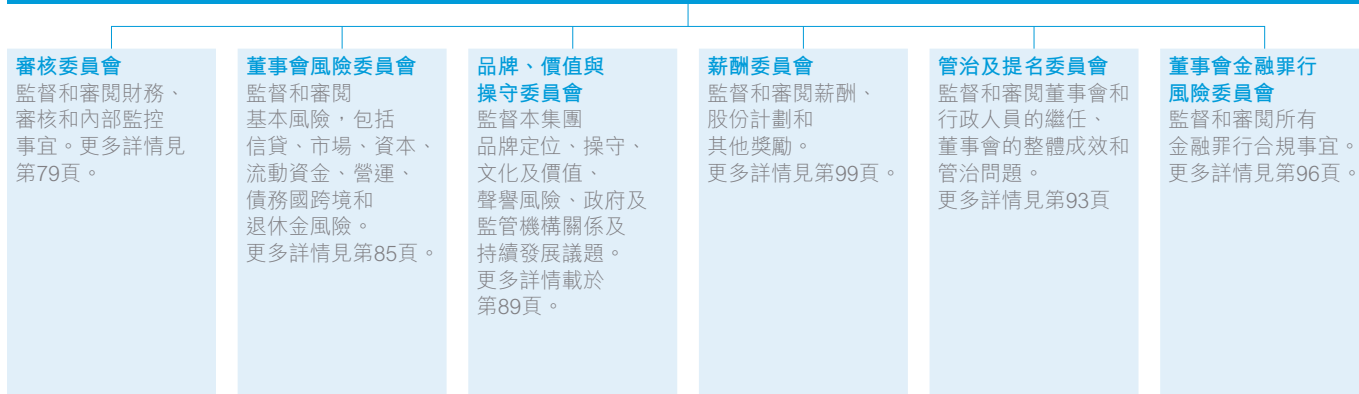 審核委員會
監督和審閱財務、
審核和內部監控
事宜。更多詳情見
第79頁。
董事會風險委員會
監督和審閱
基本風險，包括
信貸、市場、資本、
流動資金、營運、
債務國跨境和
退休金風險。
更多詳情見第85頁。
品牌、價值與
操守委員會
監督本集團
品牌定位、操守、
文化及價值、
聲譽風險、政府及
監管機構關係及
持續發展議題。
更多詳情載於
第89頁。
薪酬委員會
監督和審閱薪酬、
股份計劃和
其他獎勵。
更多詳情見第99頁。
管治及提名委員會
監督和審閱董事會和
行政人員的繼任、
董事會的整體成效和
管治問題。
更多詳情見第93頁
董事會金融罪行
風險委員會
監督和審閱所有
金融罪行合規事宜。
更多詳情見第96頁。